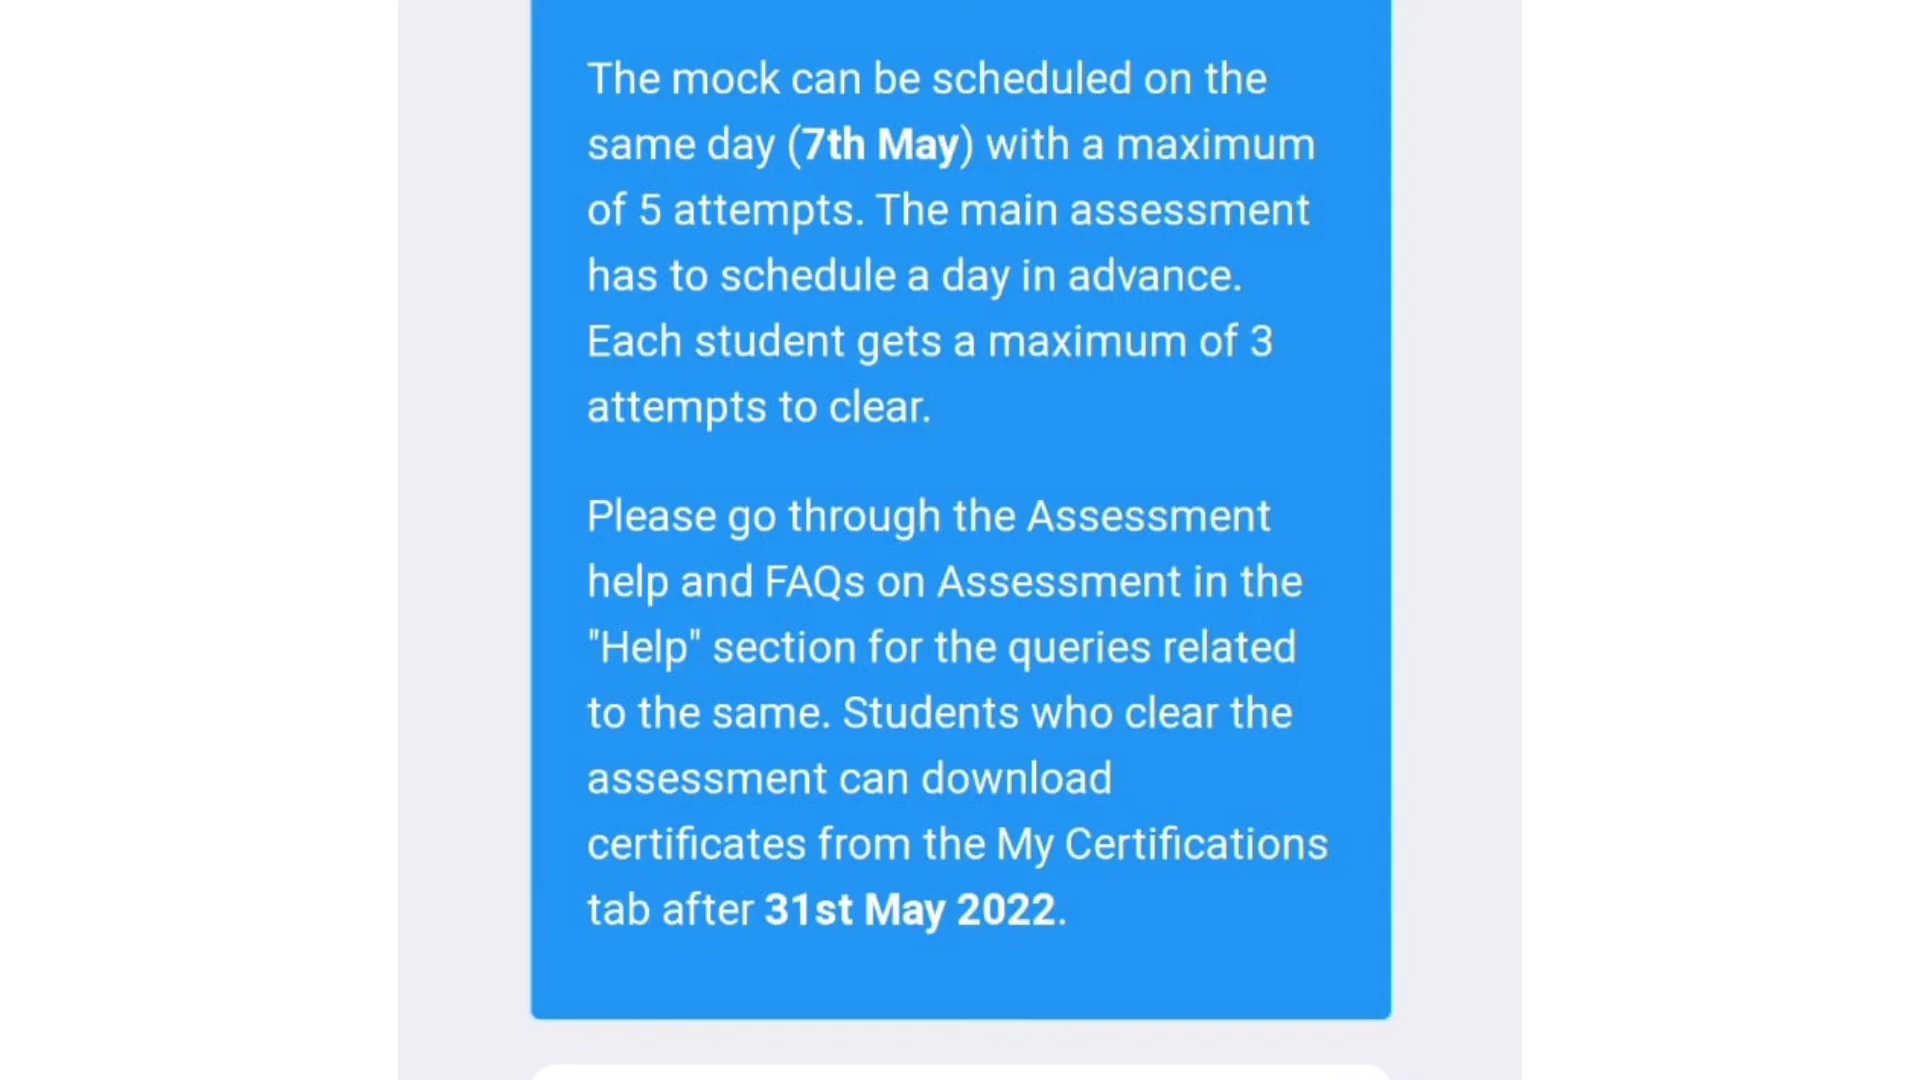 The mock can be scheduled on the
same day (7th May) with a maximum
of 5 attempts. The main assessment
has to schedule a day in advance.
Each student gets a maximum of 3
attempts to clear.
Please go through the Assessment
help and FAQs on Assessment in the
"Help" section for the queries related
to the same. Students who clear the
assessment can download
certificates from the My Certifications
tab after 31st May 2022.